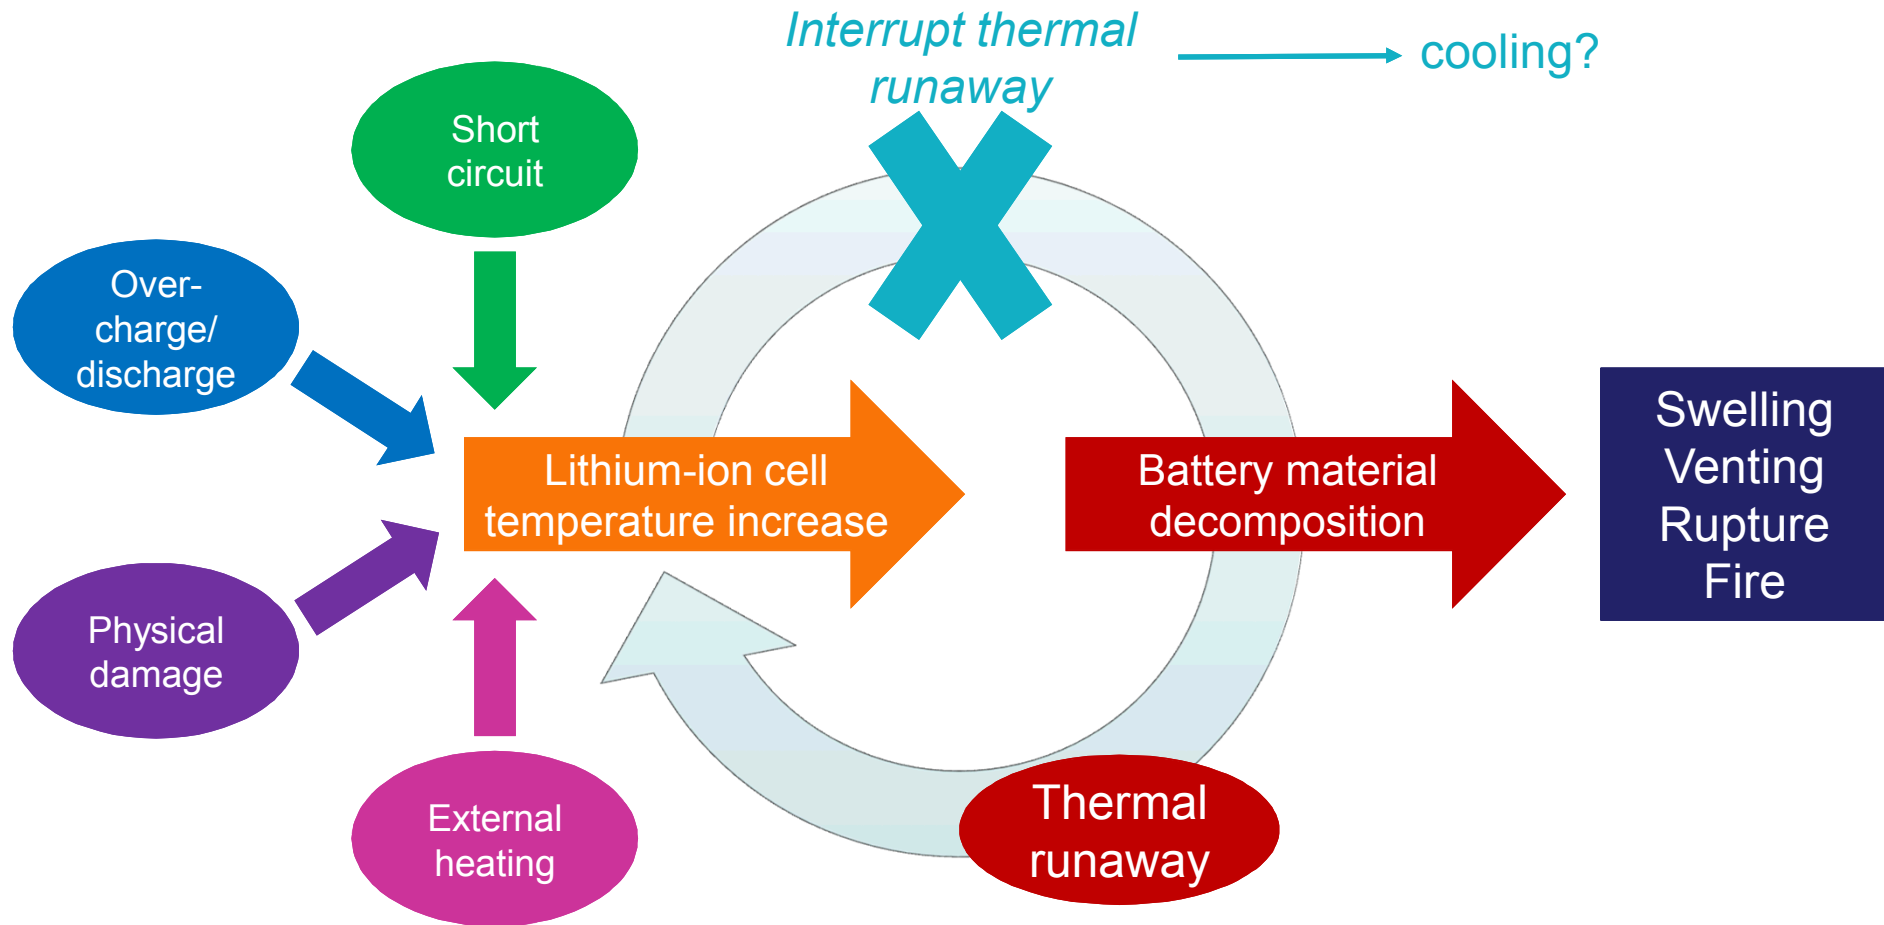 Interrupt thermal
runaway
cooling?
Short
circuit
Over-
charge/
discharge
Physical
damage
External
heating
Lithium-ion cell
temperature increase
Battery material
decomposition
Swelling
Venting
Rupture
Fire
Thermal
runaway